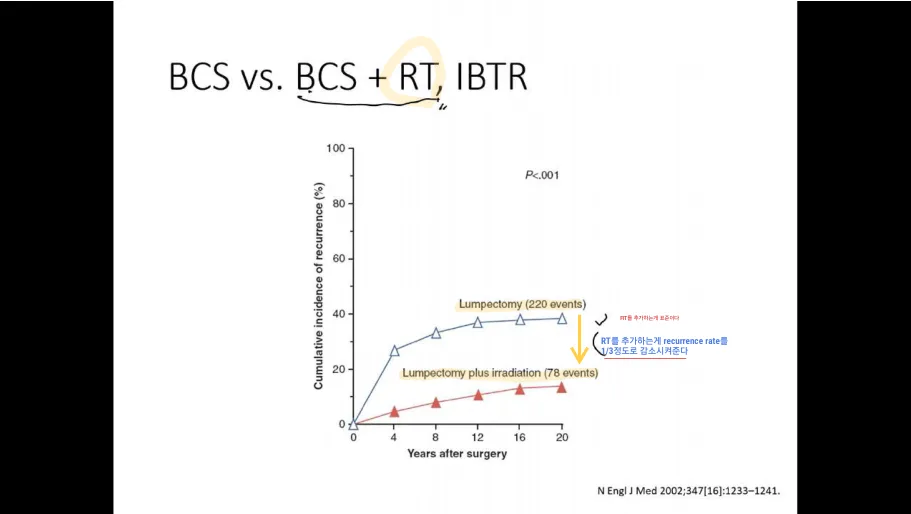 BCS vs. BCS + RT, IBTR
100
80
60
40
20
0
Cumulative incidence of recurrence (%)
P<.001
Lumpectomy (220 events)
RT를 추가하는게 표준이다
RT를 추가하는게 recurrence rate를
1/3정도로 감소시켜준다
Lumpectomy plus irradiation (78 events)
0 4 8 12 16 20
Years after surgery
N Engl J Med 2002;347[16]:1233–1241.